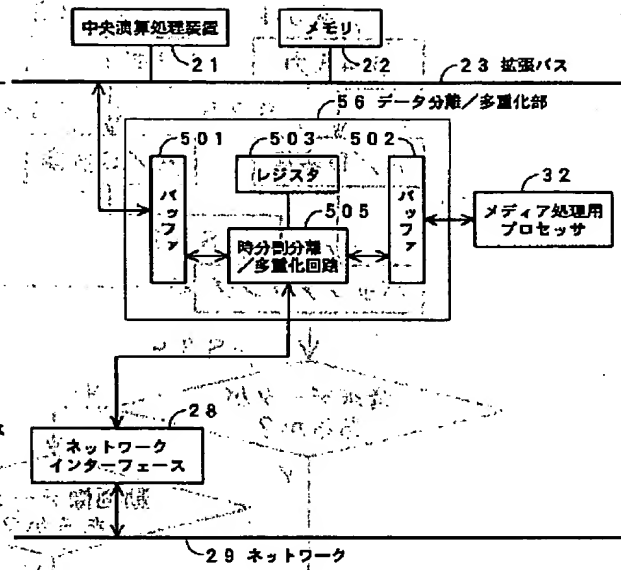 中央演算処理装置
メモリ
21
22
23 拡張バス
56 データ分離/多重化部
501
503
502
バッファ
レジスタ
バッファ
32
メディア処理用
プロセッサ
505
時分割分離
/多重化回路
28
ネットワーク
インターフェース
29 ネットワーク